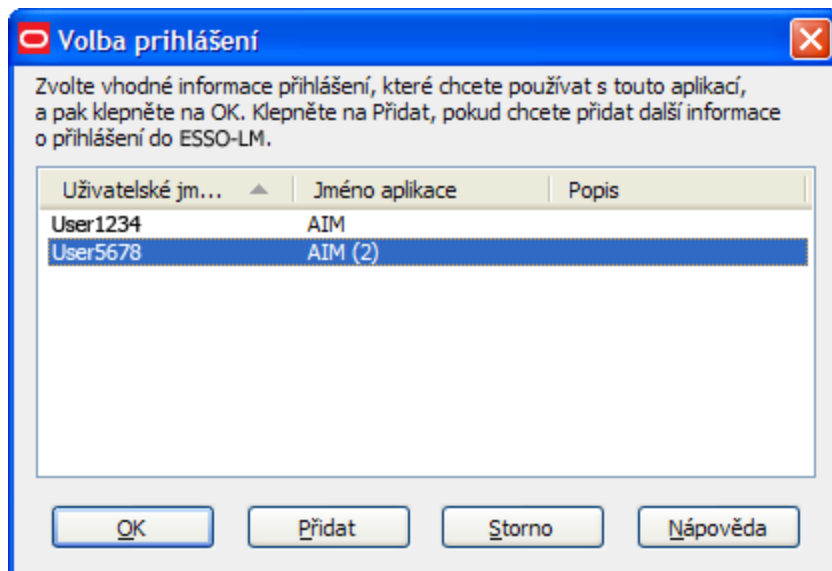 Volba prihlášení
Zvolte vhodné informace přihlášení, které chcete používat s touto aplikací,
a pak klepněte na OK. Klepněte na Přidat, pokud chcete přidat další informace
o přihlášení do ESSO-LM.
Uživatelské jm... Jméno aplikace Popis
User1234 AIM
User5678 AIM (2)
OK Přidat Storno Nápověda